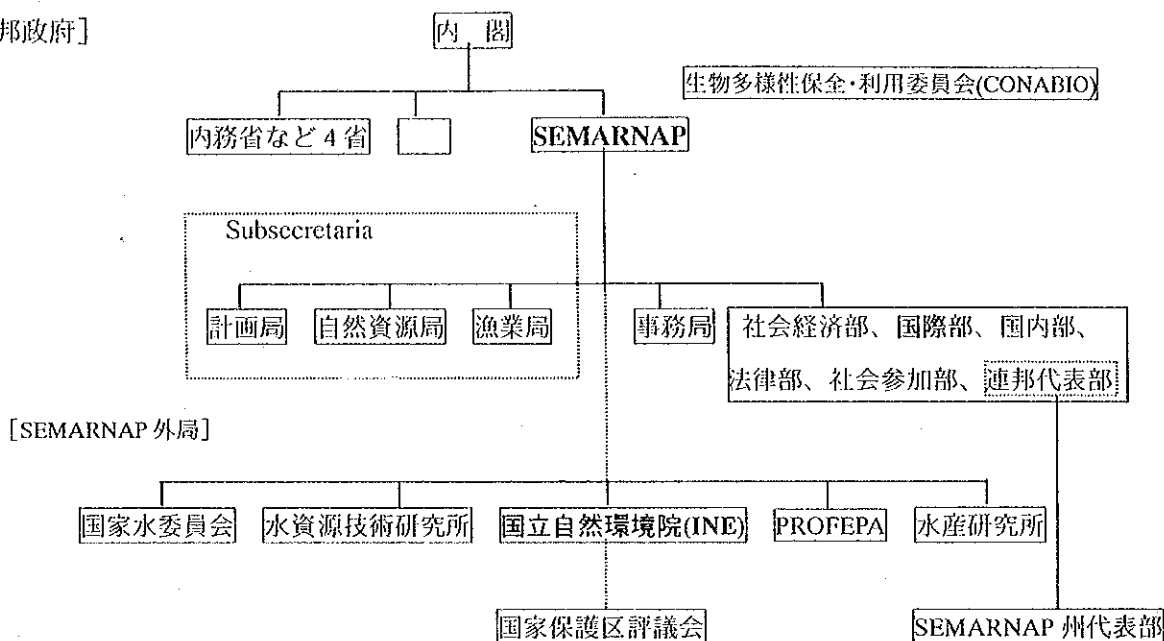 邦政府]
内 閣
生物多様性保全・利用委員会(CONABIO)
内務省など4省
SEMARNAP
Subsecretaria
計画局
自然資源局
漁業局
事務局
社会経済部、国際部、国内部、
法律部、社会参加部、連邦代表部
[SEMARNAP 外局]
国家水委員会
水資源技術研究所
国立自然環境院(INE)
PROFEPA
水産研究所
国家保護区評議会
SEMARNAP 州代表部